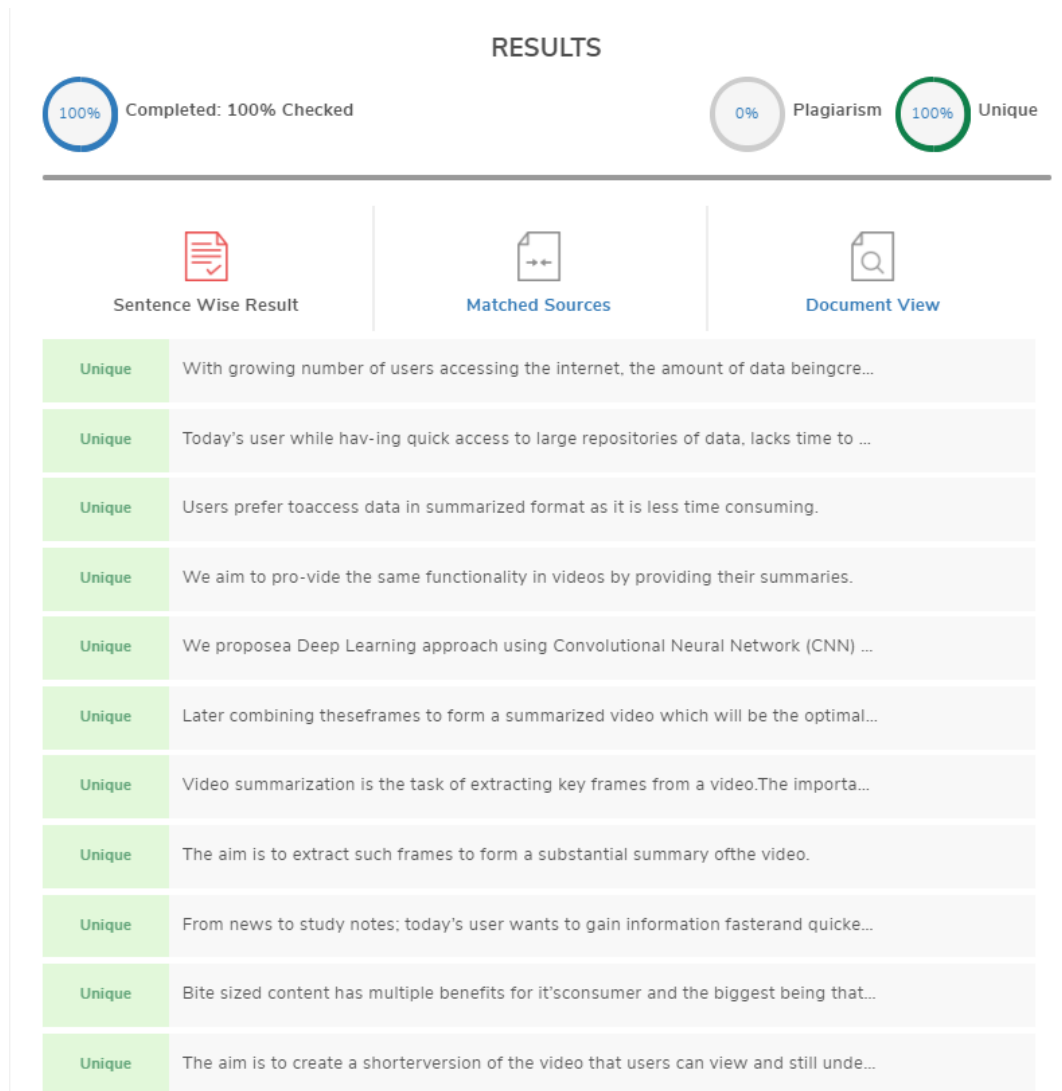 RESULTS
100% Completed: 100% Checked 0% Plagiarism 100% Unique
Sentence Wise Result Matched Sources Document View
Unique With growing number of users accessing the internet, the amount of data beingcre...
Unique Today's user while hav-ing quick access to large repositories of data, lacks time to ...
Unique Users prefer toaccess data in summarized format as it is less time consuming.
Unique We aim to pro-vide the same functionality in videos by providing their summaries.
Unique We proposea Deep Learning approach using Convolutional Neural Network (CNN) ...
Unique Later combining theseframes to form a summarized video which will be the optimal...
Unique Video summarization is the task of extracting key frames from a video.The importa...
Unique The aim is to extract such frames to form a substantial summary ofthe video.
Unique From news to study notes; today's user wants to gain information fasterand quicke...
Unique Bite sized content has multiple benefits for it'sconsumer and the biggest being that...
Unique The aim is to create a shorterversion of the video that users can view and still unde...